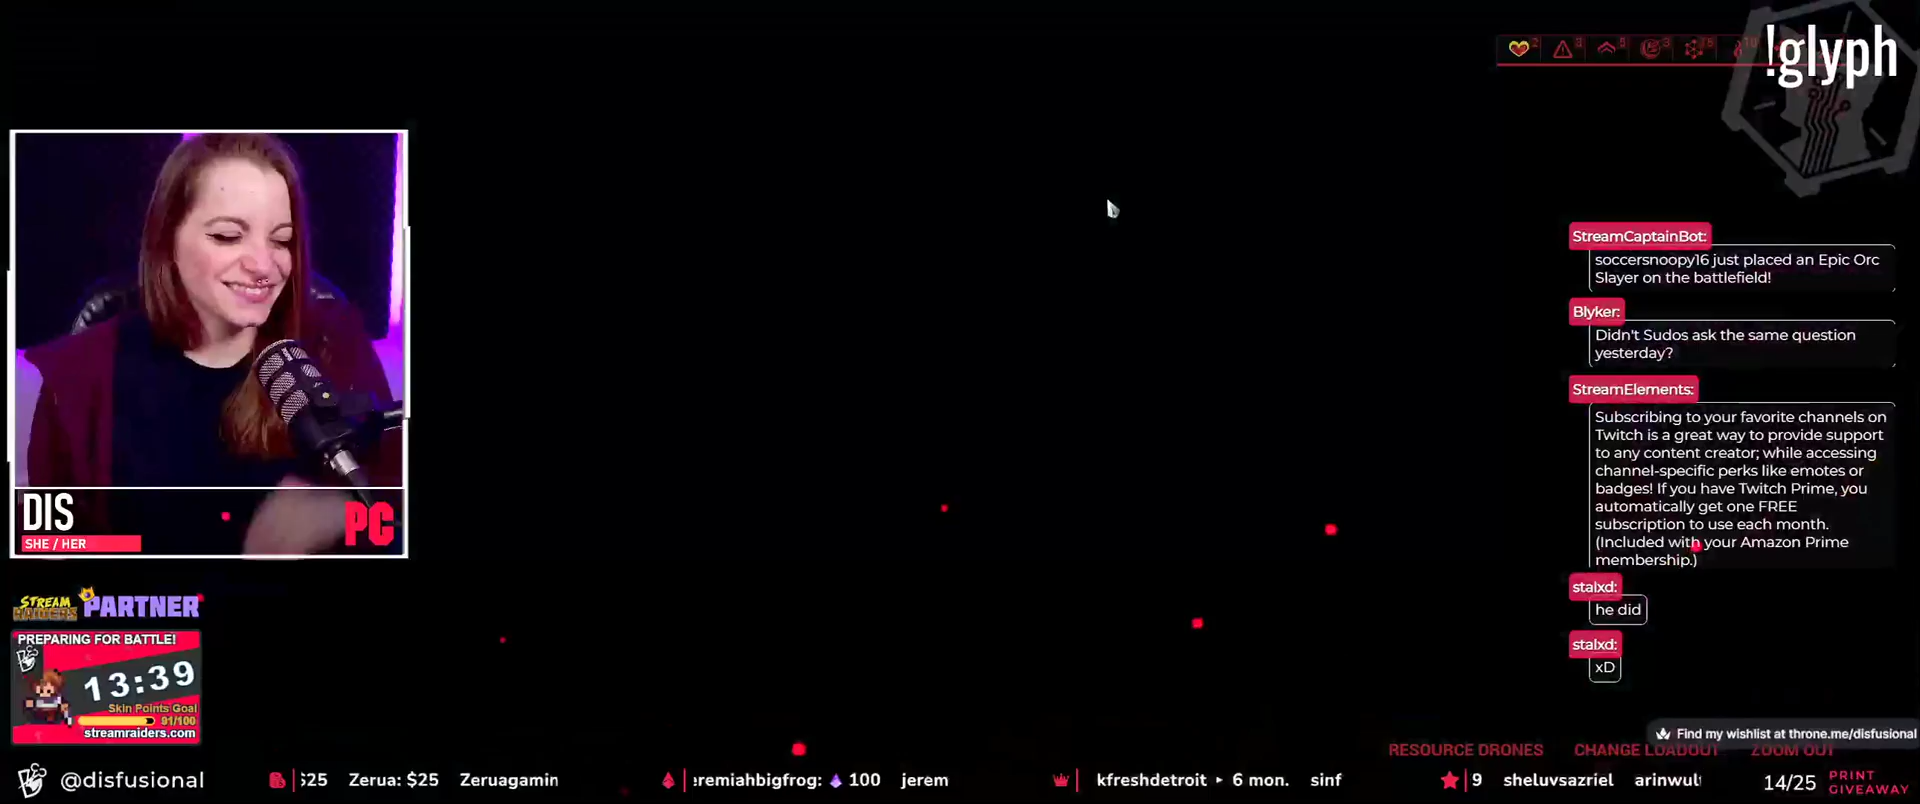 !glyph
StreamCaptainBot:
soccersnoopy16 just placed an Epic Orc
Slayer on the battlefield!
Blyker:
Didn't Sudos ask the same question
yesterday?
StreamElements:
Subscribing to your favorite channels on
Twitch is a great way to provide support
to any content creator; while accessing
channel-specific perks like emotes or
badges! If you have Twitch Prime, you
automatically get one FREE
subscription to use each month.
(Included with your Amazon Prime
membership.)
stalxd:
he did
stalxd:
xD
DIS
SHE / HER
PC
STREAM
RAIDERS
PARTNER
PREPARING FOR BATTLE!
13:39
Skin Points Goal
91/100
streamraiders.com
Find my wishlist at throne.me/disfusional
RESOURCE DRONES CHANGE LOADOUT ZOOM OUT
@disfusional $25 Zerua: $25 Zeruagamin eremiahbigfrog: 100 jerem kfreshdetroit ▸ 6 mon. sinf 9 sheluvsazriel arinwult 14/25 PRINT
GIVEAWAY